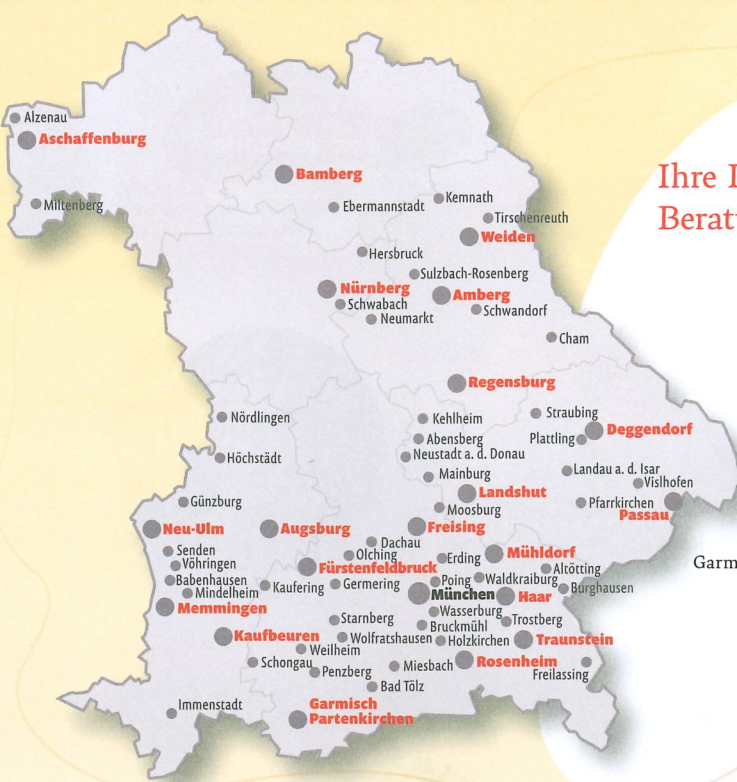 Alzenau
Aschaffenburg
Bamberg
Ihre
Kemnath
Miltenberg
Ebermannstadt
Tirschenreuth
Weiden
Hersbruck
Sulzbach-Rosenberg
Nürnberg
Amberg
Schwabach
Schwandorf
Neumarkt
Cham
Regensburg
Nördlingen
Kehlheim
Straubing
Deggendorf
Abensberg
Plattling
Neustadt a. d. Donau
Höchstädt
Mainburg
Landau a. d. Isar
Vislhofen
Landshut
Günzburg
Moosburg
Pfarrkirchen
Passau
Neu-Ulm
Augsburg
Freising
Dachau
Senden
Olching
Erding
Mühldorf
Vöhringen
Fürstenfeldbruck
Altötting
Babenhausen
Kaufering
Germering
Poing
Waldkraiburg
Burghausen
Mindelheim
München
Haar
Memmingen
Wasserburg
Starnberg
Bruckmühl
Trostberg
Kaufbeuren
Wolfratshausen
Holzkirchen
Traunstein
Weilheim
Schongau
Penzberg
Miesbach
Rosenheim
Freilassing
Bad Tölz
Immenstadt
Garmisch
Partenkirchen